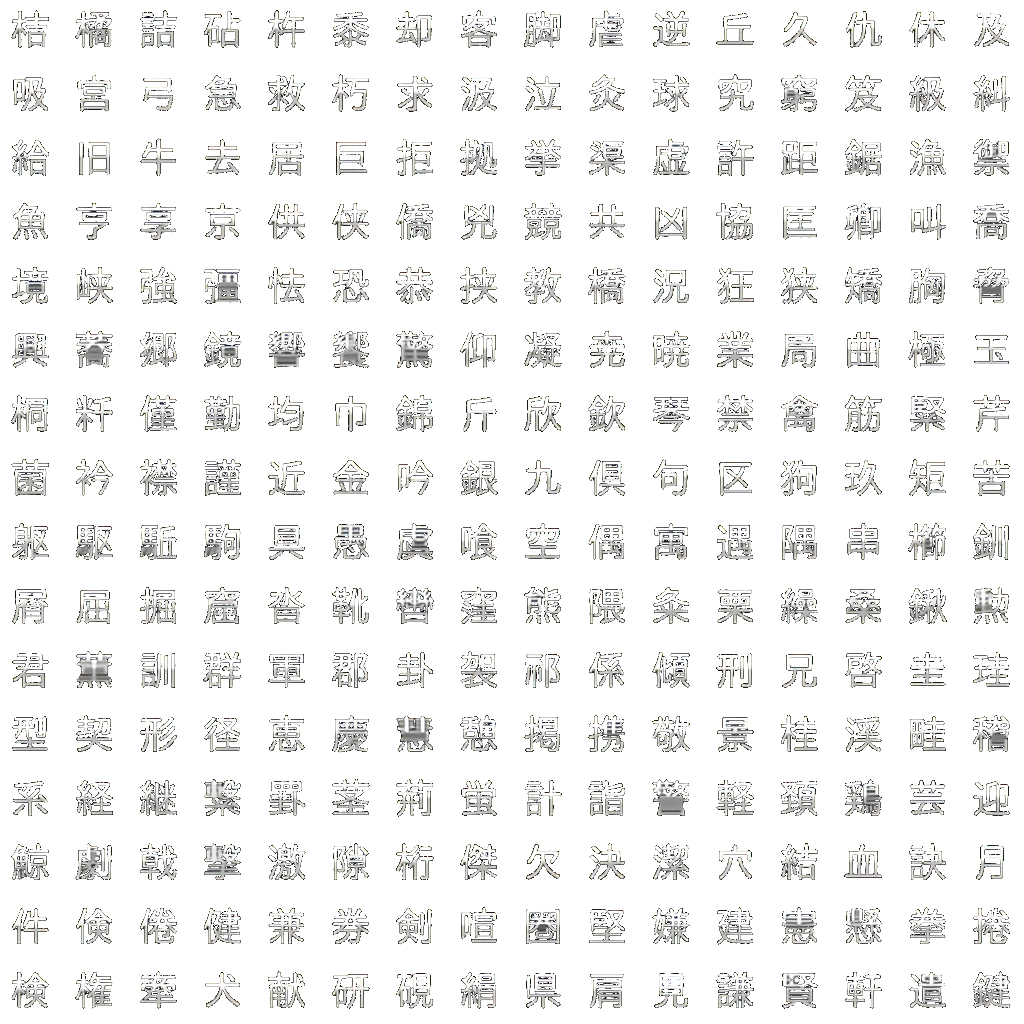 桔橘詰砧杵黍却客脚虐逆丘久仇休及
吸宮弓急救朽求汲泣灸球究窮笈級糾
給旧牛去居巨拒拠挙渠虚許距鋸漁禦
魚亨享京供侠僑兇競共凶協匡卿叫喬
境峡強彊怯恐恭挟教橋況狂狭矯胸脅
興蕎郷鏡響饗驚仰凝尭暁業局曲極玉
桐粁僅勤均巾錦斤欣欽琴禁禽筋緊芹
菌衿襟謹近金吟銀九倶句区狗玖矩苦
躯駆駈駒具愚虞喰空偶寓遇隅串櫛釧
屑屈掘窟沓靴轡窪熊隈粂栗繰桑鍬勲
君薫訓群軍郡卦袈祁係傾刑兄啓圭珪
型契形径恵慶慧憩掲携敬景桂渓畦稽
系経継繋罫茎荊蛍計詣警軽頚鶏芸迎
鯨劇戟撃激隙桁傑欠決潔穴結血訣月
件倹倦健兼券剣喧圏堅嫌建憲懸拳捲
検権牽犬献研硯絹県肩見謙賢軒遣鍵